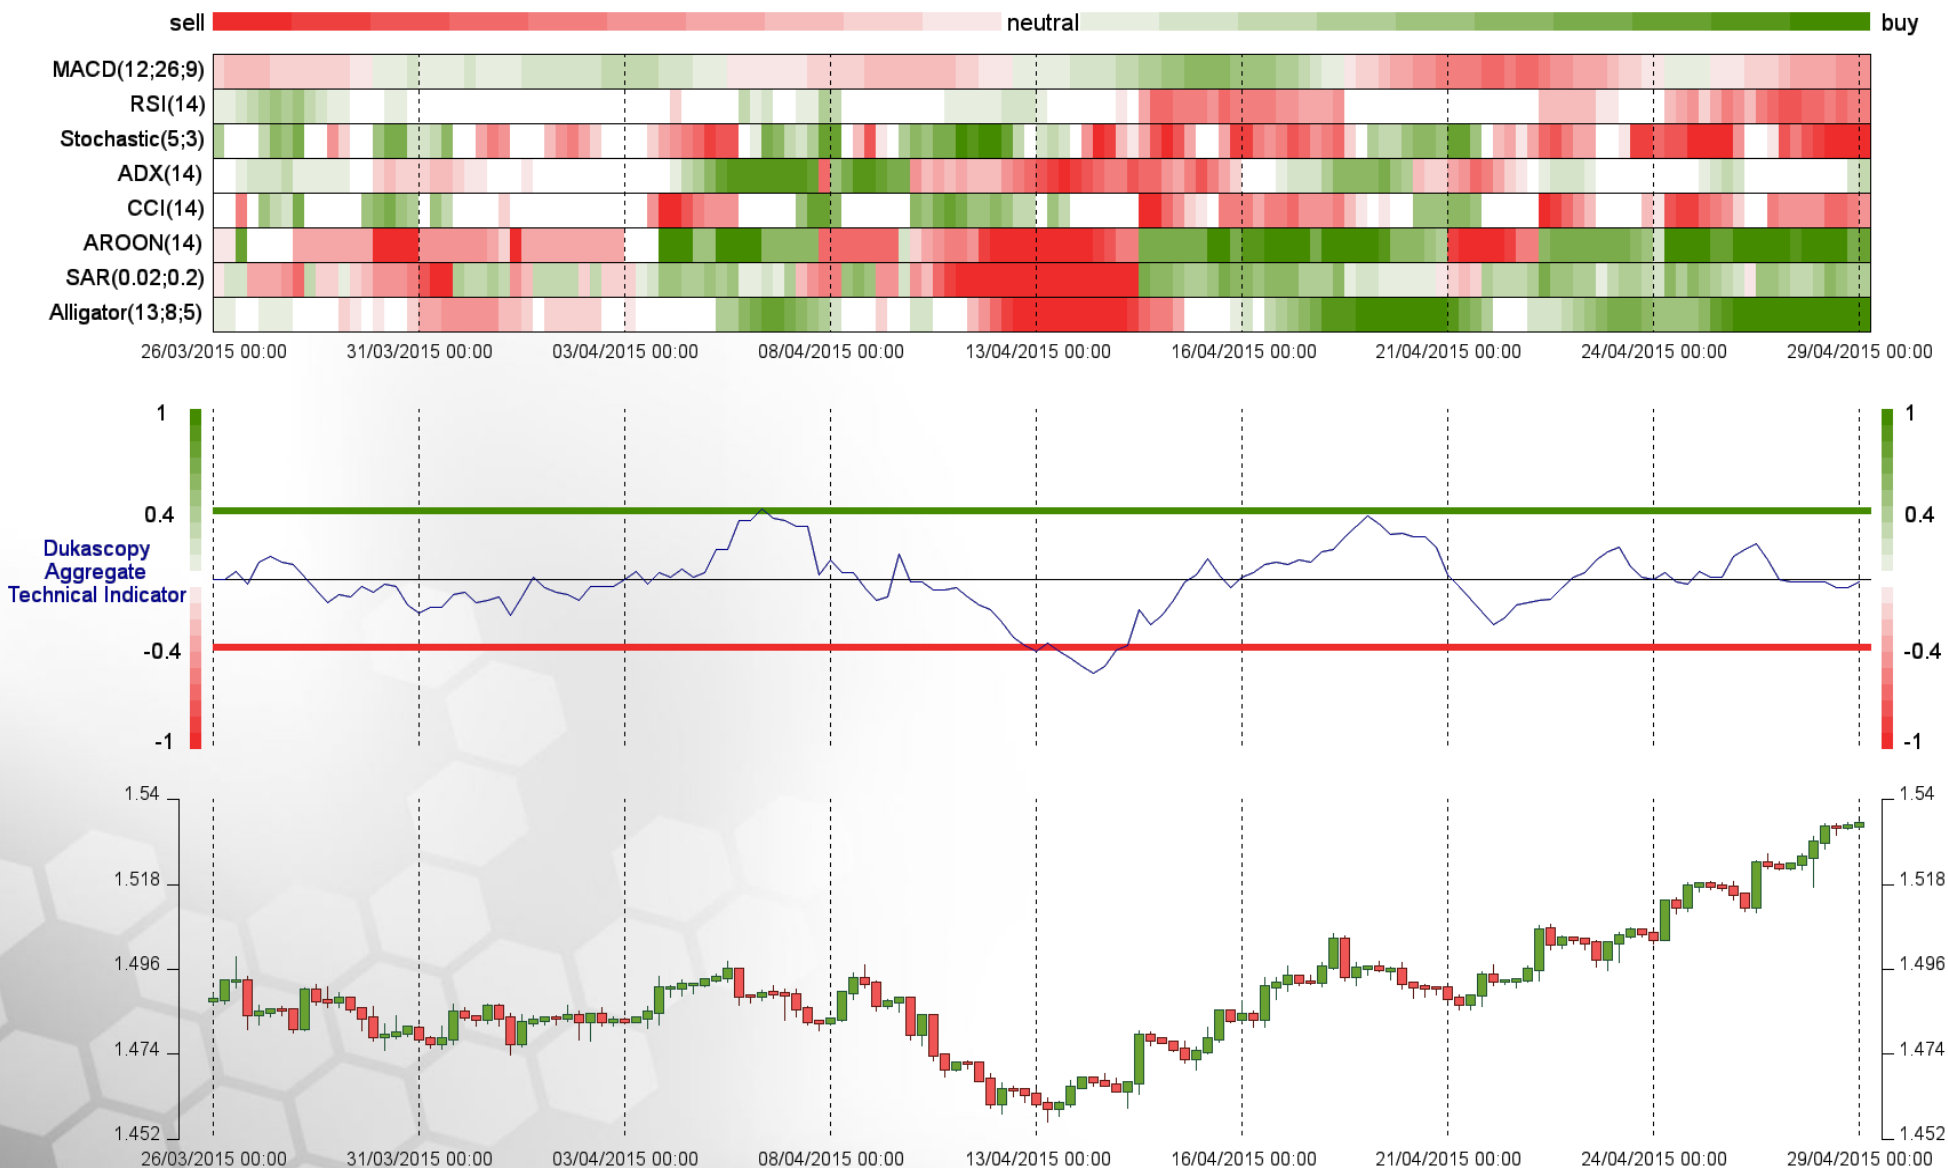 sell neutral buy
MACD(12;26;9)
RSI(14)
Stochastic(5;3)
ADX(14)
CCI(14)
AROON(14)
SAR(0.02;0.2)
Alligator(13;8;5)
26/03/2015 00:00 31/03/2015 00:00 03/04/2015 00:00 08/04/2015 00:00 13/04/2015 00:00 16/04/2015 00:00 21/04/2015 00:00 24/04/2015 00:00 29/04/2015 00:00
1 1
0.4 0.4
Dukascopy
Aggregate
Technical Indicator
-0.4 -0.4
-1 -1
1.54 1.54
1.518 1.518
1.496 1.496
1.474 1.474
1.452 1.452
26/03/2015 00:00 31/03/2015 00:00 03/04/2015 00:00 08/04/2015 00:00 13/04/2015 00:00 16/04/2015 00:00 21/04/2015 00:00 24/04/2015 00:00 29/04/2015 00:00